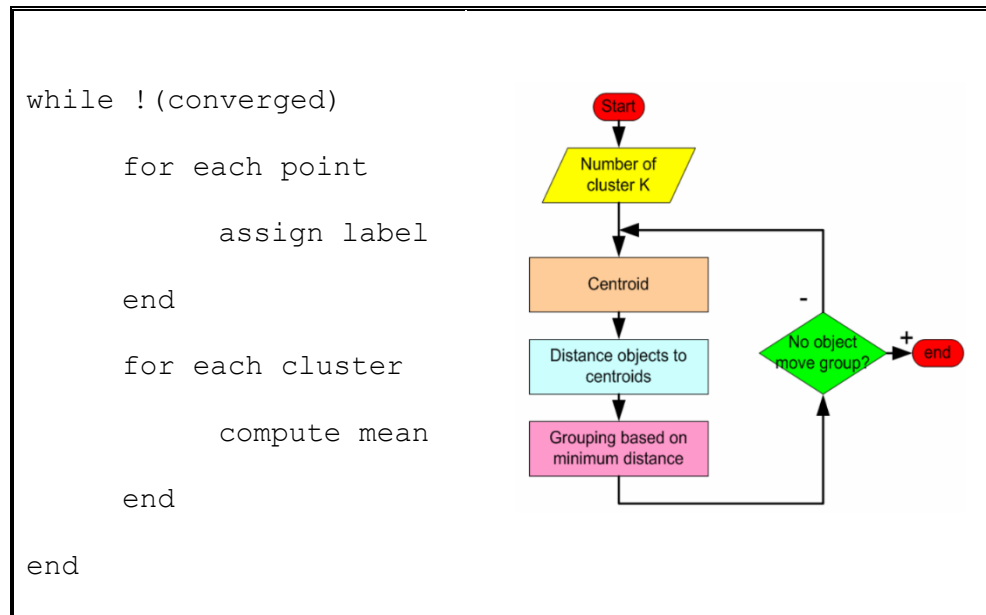 while !(converged)
for each point
assign label
end
for each cluster
compute mean
end
end
Start
Number of
cluster K
Centroid
Distance objects to
centroids
Grouping based on
minimum distance
-
No object
move group?
+
end